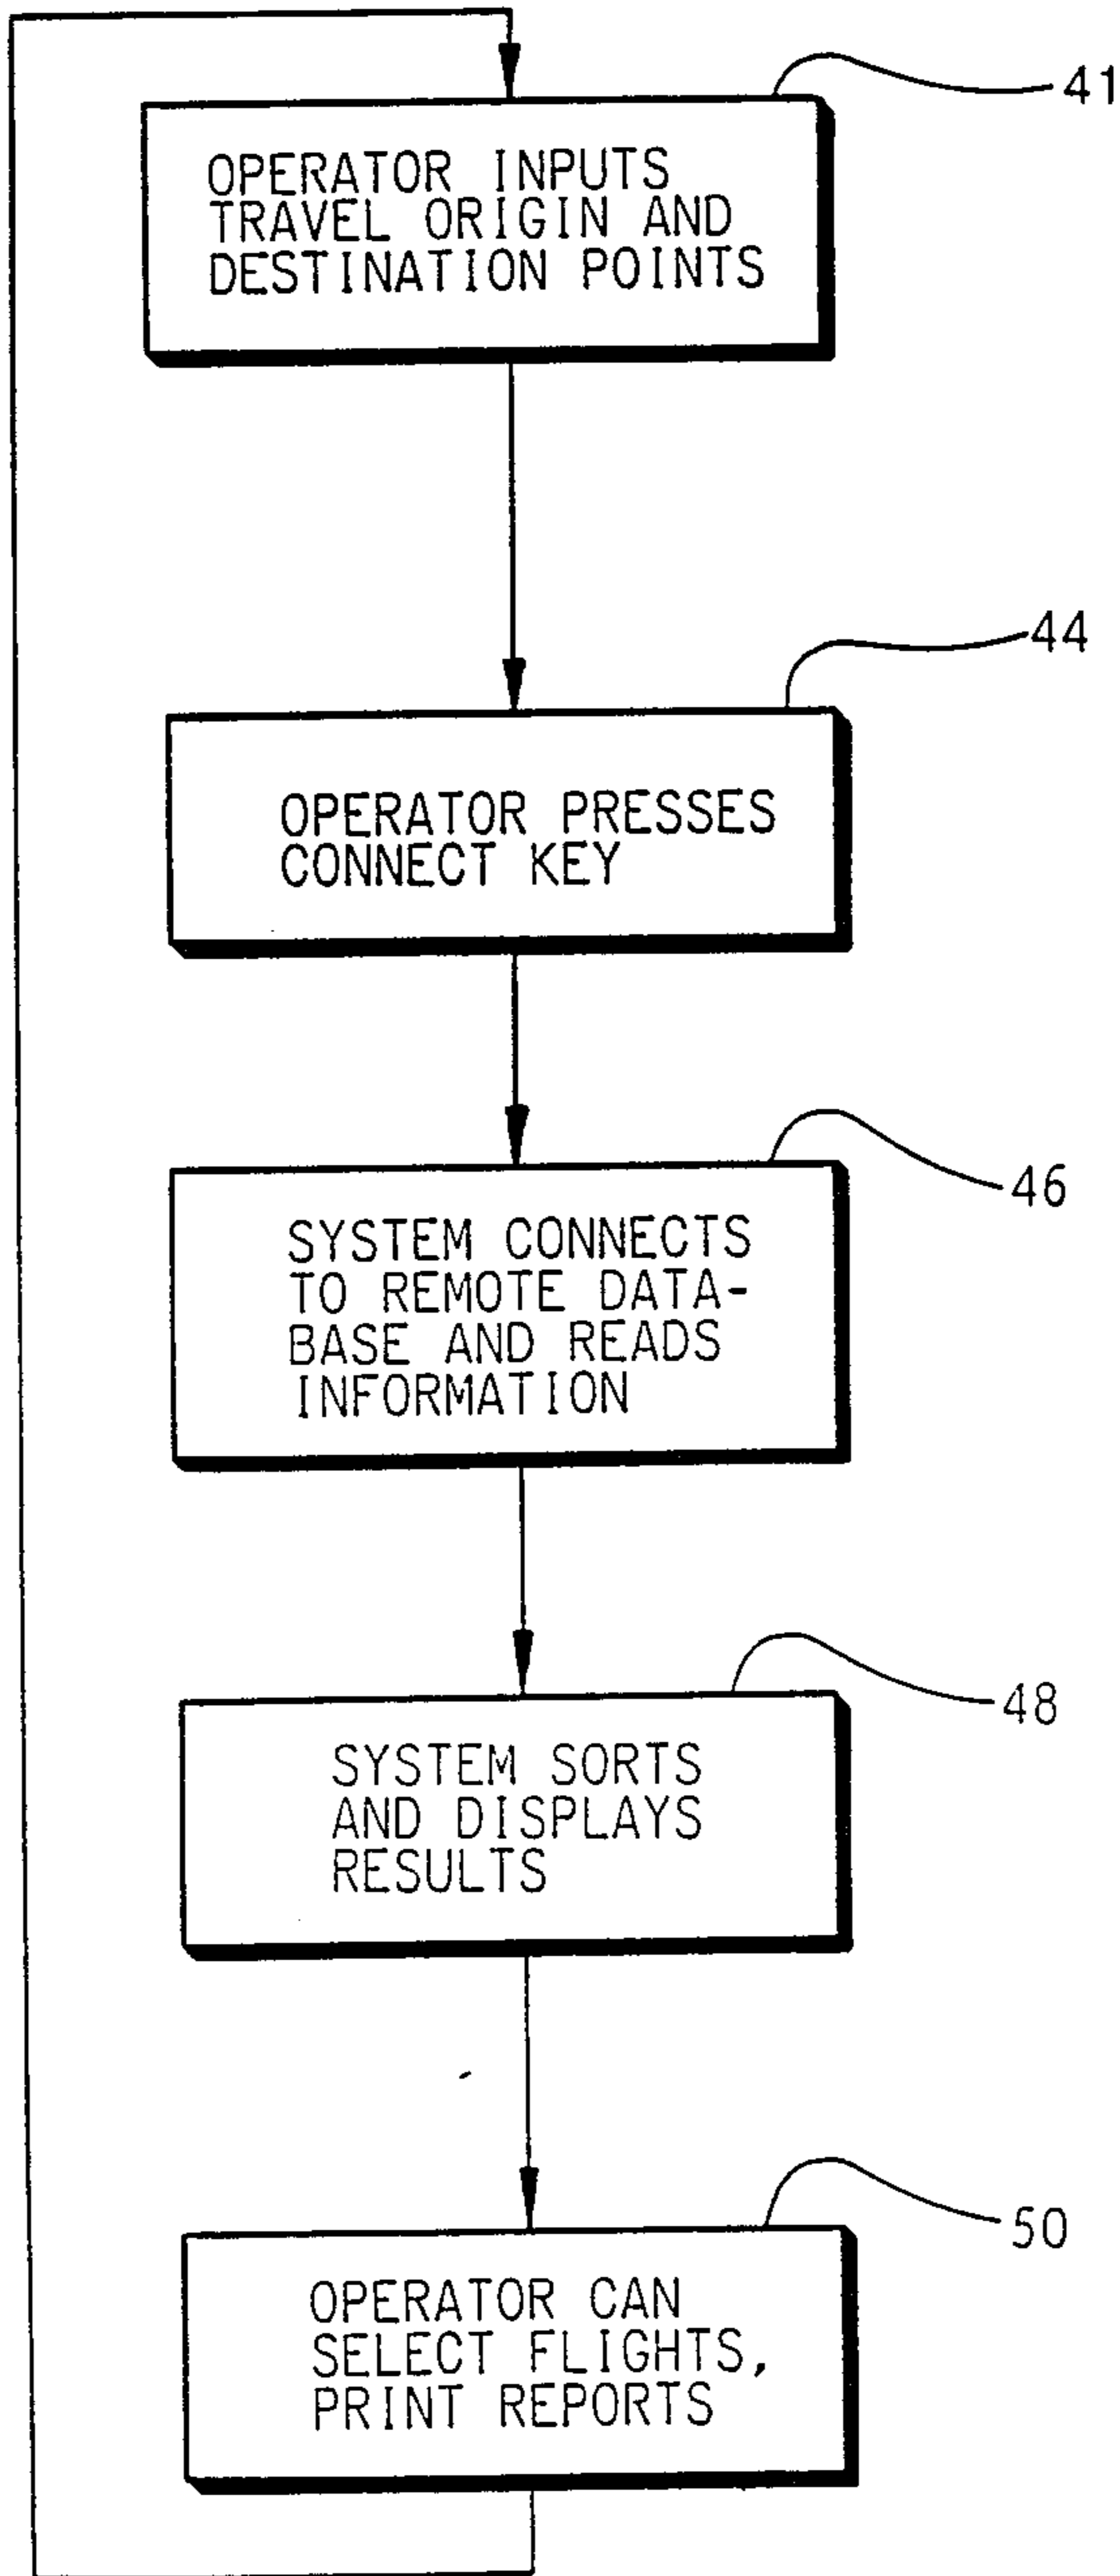 41
OPERATOR INPUTS
TRAVEL ORIGIN AND
DESTINATION POINTS
44
OPERATOR PRESSES
CONNECT KEY
46
SYSTEM CONNECTS
TO REMOTE DATA-
BASE AND READS
INFORMATION
48
SYSTEM SORTS
AND DISPLAYS
RESULTS
50
OPERATOR CAN
SELECT FLIGHTS,
PRINT REPORTS